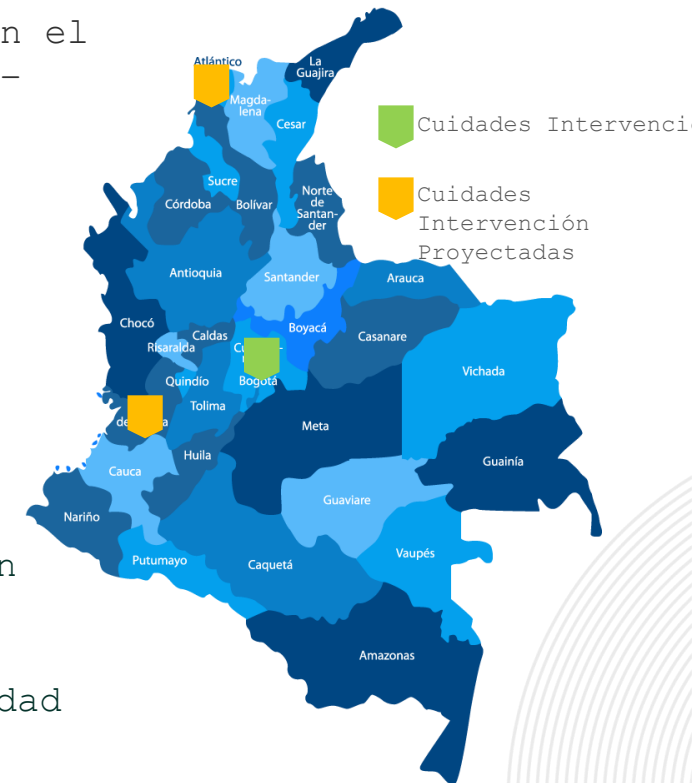 n el
–
Atlántico
La
Guajira
Magda-
lena
Cesar
Cuidades Intervenci
Sucre
Córdoba
Bolívar
Norte
de
Santan-
der
Cuidades
Intervención
Proyectadas
Antioquia
Santander
Arauca
Chocó
Caldas
Boyacá
Casanare
Risaralda
Bogotá
Vichada
Quindío
Tolima
Meta
Huila
Cauca
Guainía
Guaviare
Nariño
Putumayo
Caquetá
Vaupés
n
Amazonas
dad